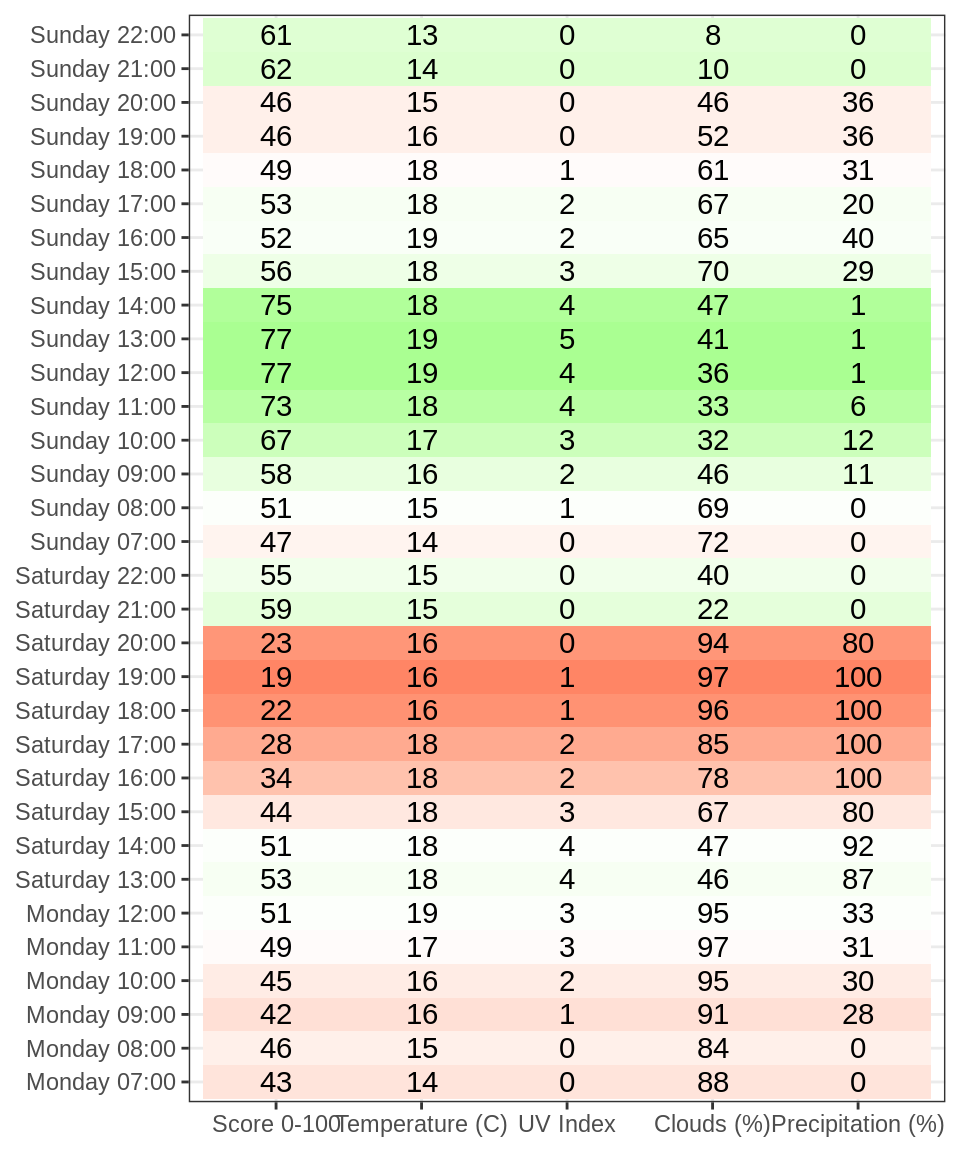 Sunday 22:00 61 13 0 8 0
Sunday 21:00 62 14 0 10 0
Sunday 20:00 46 15 0 46 36
Sunday 19:00 46 16 0 52 36
Sunday 18:00 49 18 1 61 31
Sunday 17:00 53 18 2 67 20
Sunday 16:00 52 19 2 65 40
Sunday 15:00 56 18 3 70 29
Sunday 14:00 75 18 4 47 1
Sunday 13:00 77 19 5 41 1
Sunday 12:00 77 19 4 36 1
Sunday 11:00 73 18 4 33 6
Sunday 10:00 67 17 3 32 12
Sunday 09:00 58 16 2 46 11
Sunday 08:00 51 15 1 69 0
Sunday 07:00 47 14 0 72 0
Saturday 22:00 55 15 0 40 0
Saturday 21:00 59 15 0 22 0
Saturday 20:00 23 16 0 94 80
Saturday 19:00 19 16 1 97 100
Saturday 18:00 22 16 1 96 100
Saturday 17:00 28 18 2 85 100
Saturday 16:00 34 18 2 78 100
Saturday 15:00 44 18 3 67 80
Saturday 14:00 51 18 4 47 92
Saturday 13:00 53 18 4 46 87
Monday 12:00 51 19 3 95 33
Monday 11:00 49 17 3 97 31
Monday 10:00 45 16 2 95 30
Monday 09:00 42 16 1 91 28
Monday 08:00 46 15 0 84 0
Monday 07:00 43 14 0 88 0
Score 0-100 Temperature (C) UV Index Clouds (%) Precipitation (%)